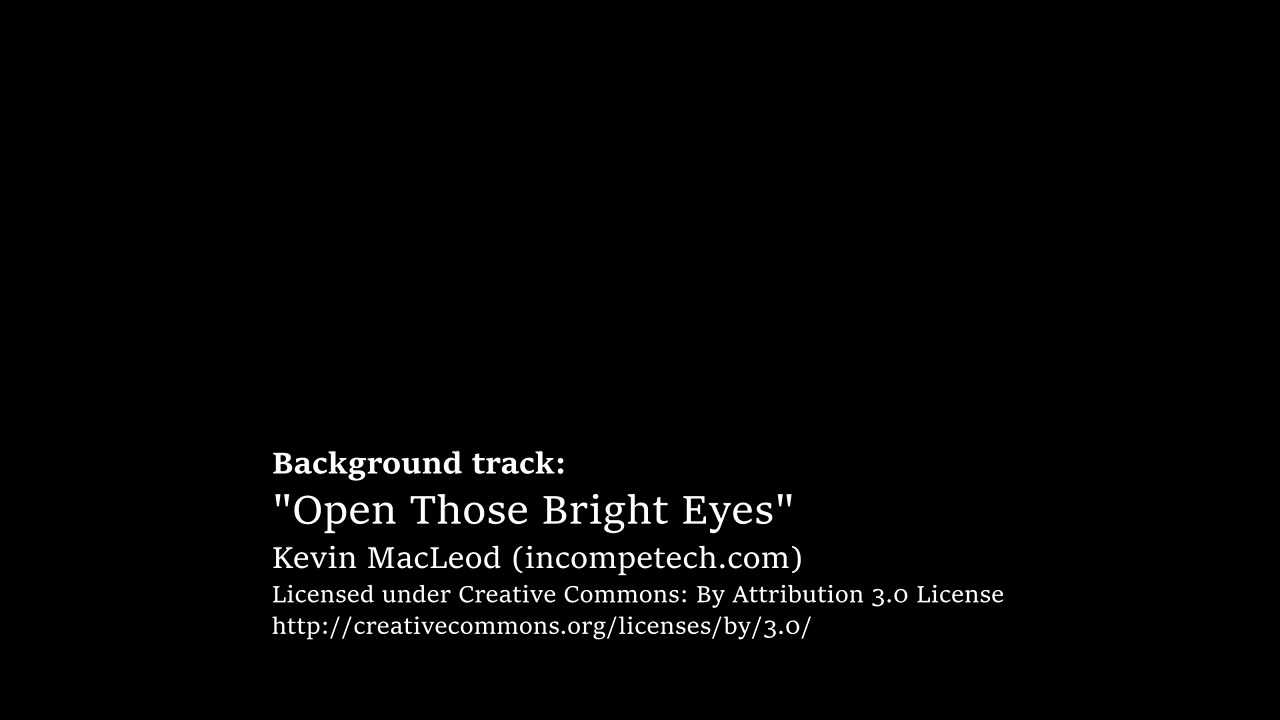 Background track:
"Open Those Bright Eyes"
Kevin MacLeod (incompetech.com)
Licensed under Creative Commons: By Attribution 3.0 License
http://creativecommons.org/licenses/by/3.0/